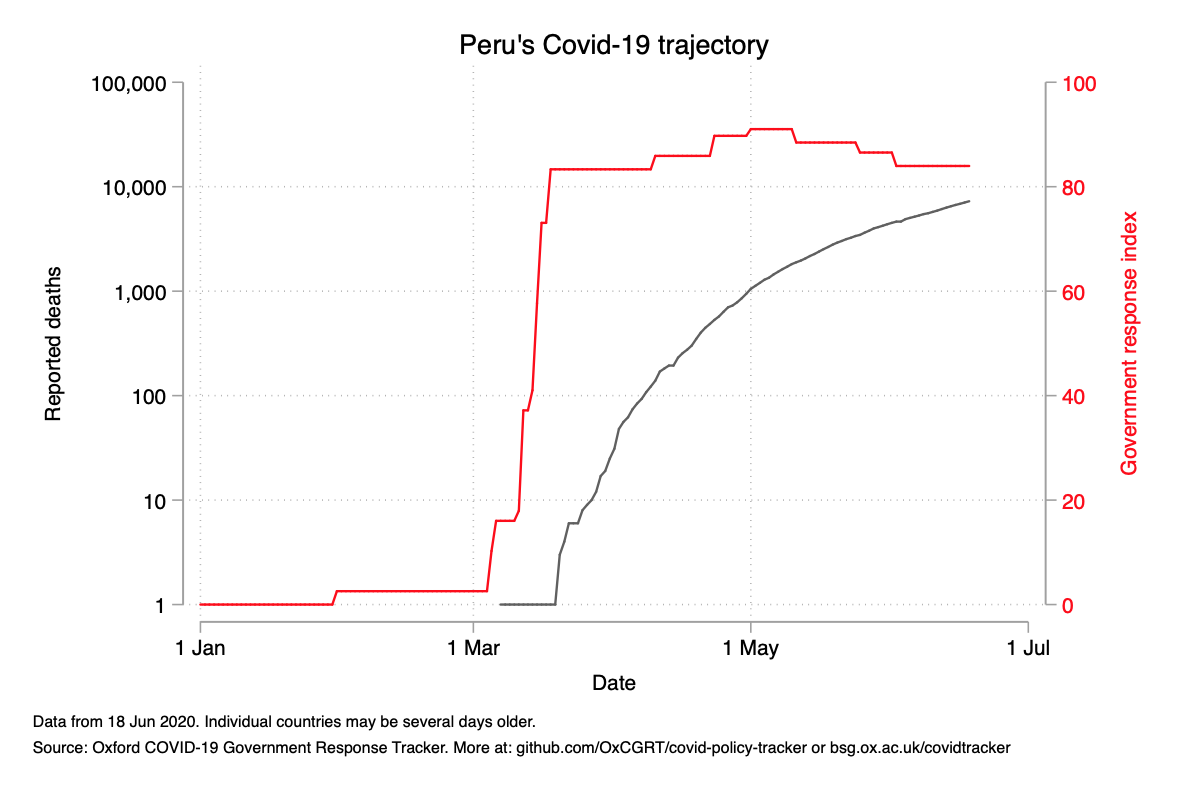 Peru's Covid-19 trajectory
100,000
10,000
1,000
100
10
1
Reported deaths
100
80
60
40
20
0
Government response index
1 Jan
1 Mar
1 May
1 Jul
Date
Data from 18 Jun 2020. Individual countries may be several days older.
Source: Oxford COVID-19 Government Response Tracker. More at: github.com/OxCGRT/covid-policy-tracker or bsg.ox.ac.uk/covidtracker